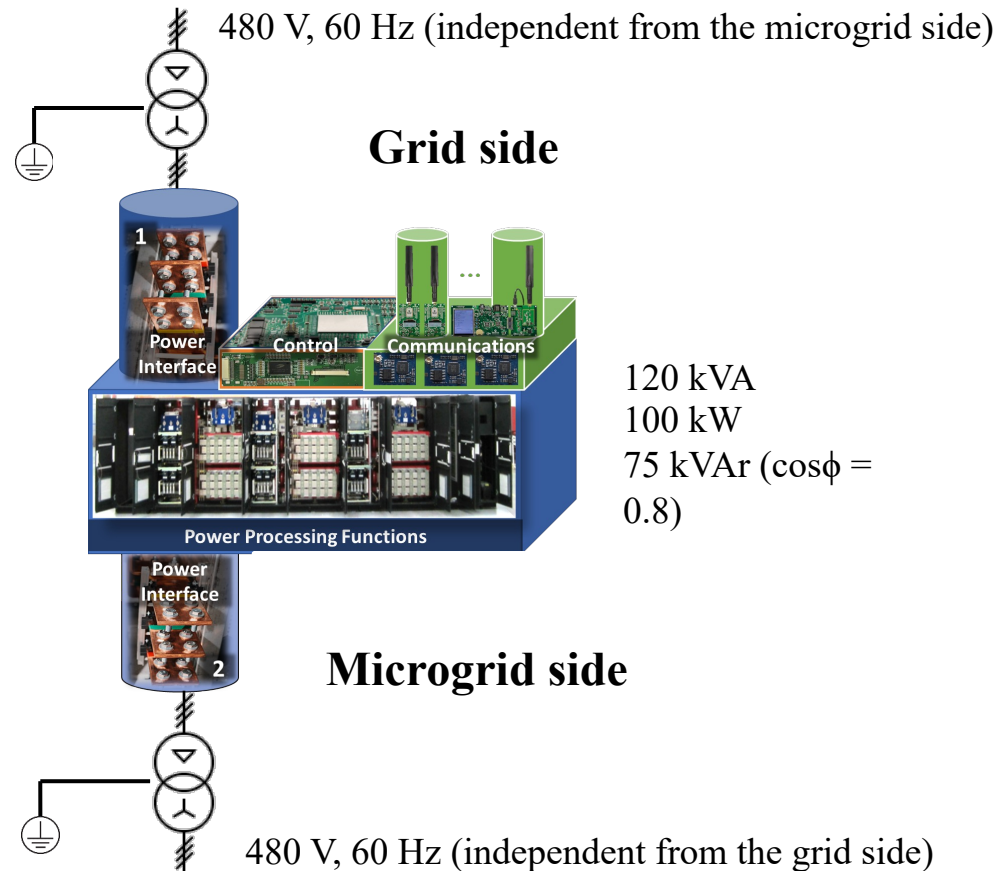 480 V, 60 Hz (independent from the microgrid side)
Grid side
1
Power
Interface
Control
...
Communications
120 kVA
100 kW
75 kVAr (cosϕ =
0.8)
Power Processing Functions
Power
Interface
2
Microgrid side
480 V, 60 Hz (independent from the grid side)